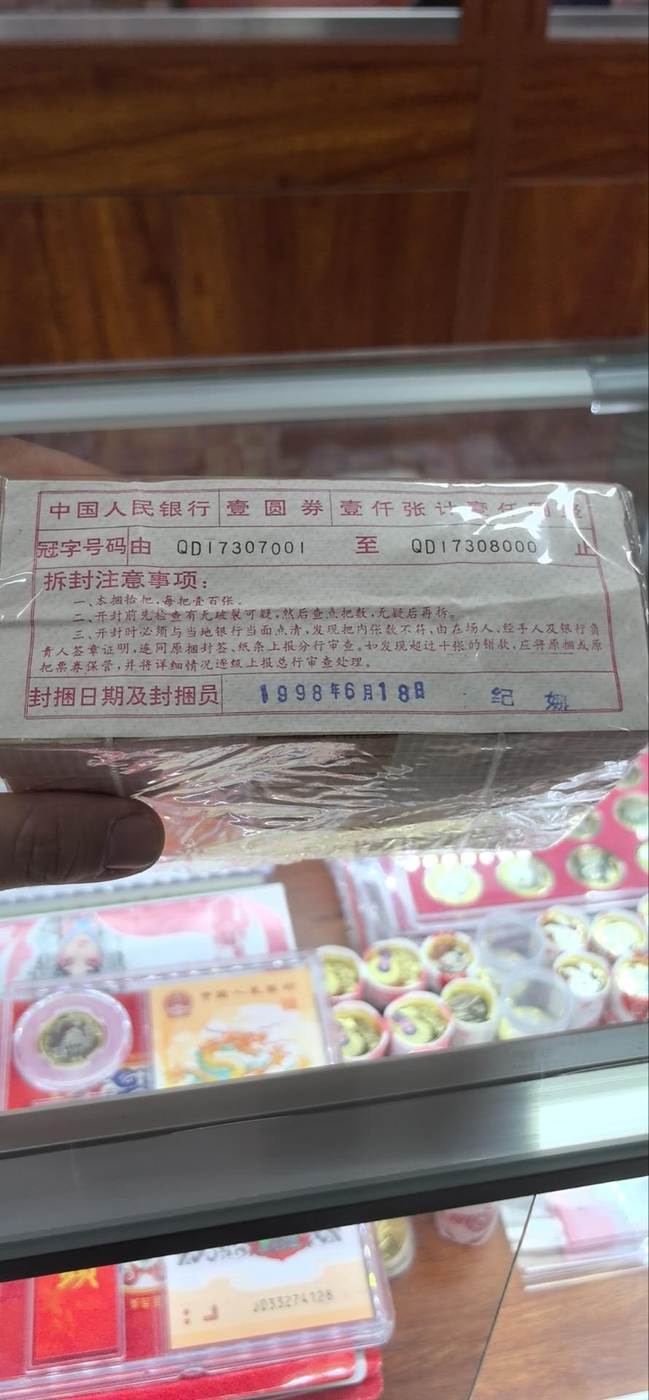 中国人民银行 壹圆券 壹仟张计壹仟圆整
冠字号码 由 QD17307001 至 QD17308000 止
拆封注意事项：
一、本捆拾把，每把壹百张。
二、开封前先检查有无破裂可疑，然后查点把数，无疑后再拆。
三、开封时必须与当地银行当面点清，发现把内张数不符，由在场人、经手人及银行负
责人签章证明，连同原捆封签、纸条上报分行审查。如发现超过十张的错款，应将原捆或原
把票券保管，并将详细情况逐级上报总行审查处理。
封捆日期及封捆员 1998年6月18日 纪娜
中国人民银行
J033274128